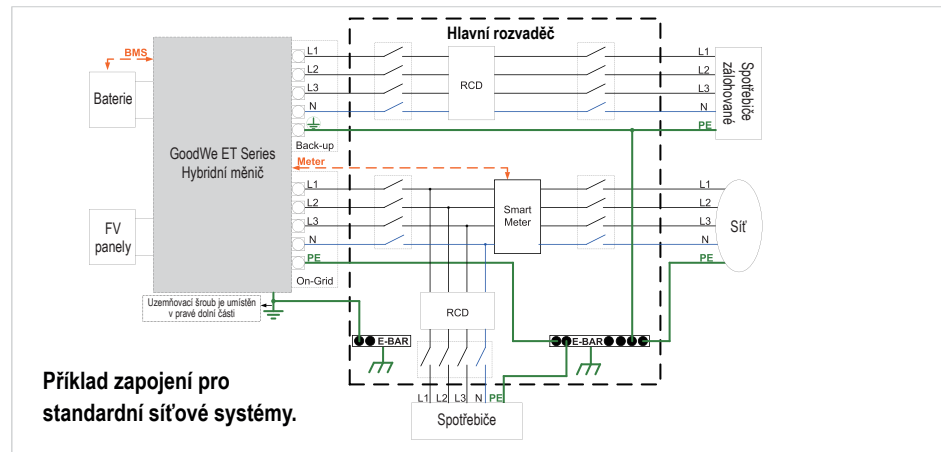 Hlavní rozvaděč
BMS
Baterie
GoodWe ET Series
Hybridní měnič
FV
panely
L1
L2
L3
N
Back-up
RCD
L1
L2
L3
N
PE
Spotřebiče
zálohované
Meter
L1
L2
L3
N
PE
On-Grid
Smart
Meter
L1
L2
L3
N
PE
Síť
Uzemňovací šroub je umístěn
v pravé dolní části
RCD
E-BAR
E-BAR
L1 L2 L3 N PE
Spotřebiče
Příklad zapojení pro
standardní síťové systémy.